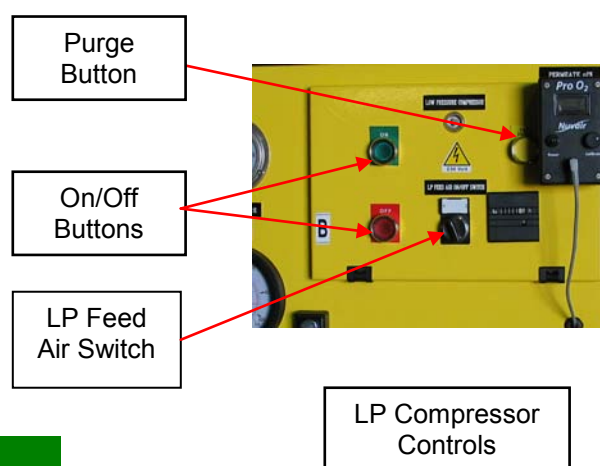 Purge
Button
PERMEATE
Pro O₂
Nuvair
LOW PRESSURE COMPRESSOR
ON
On/Off
Buttons
LP FEED AIR ON/OFF SWITCH
OFF
B
LP Feed
Air Switch
LP Compressor
Controls